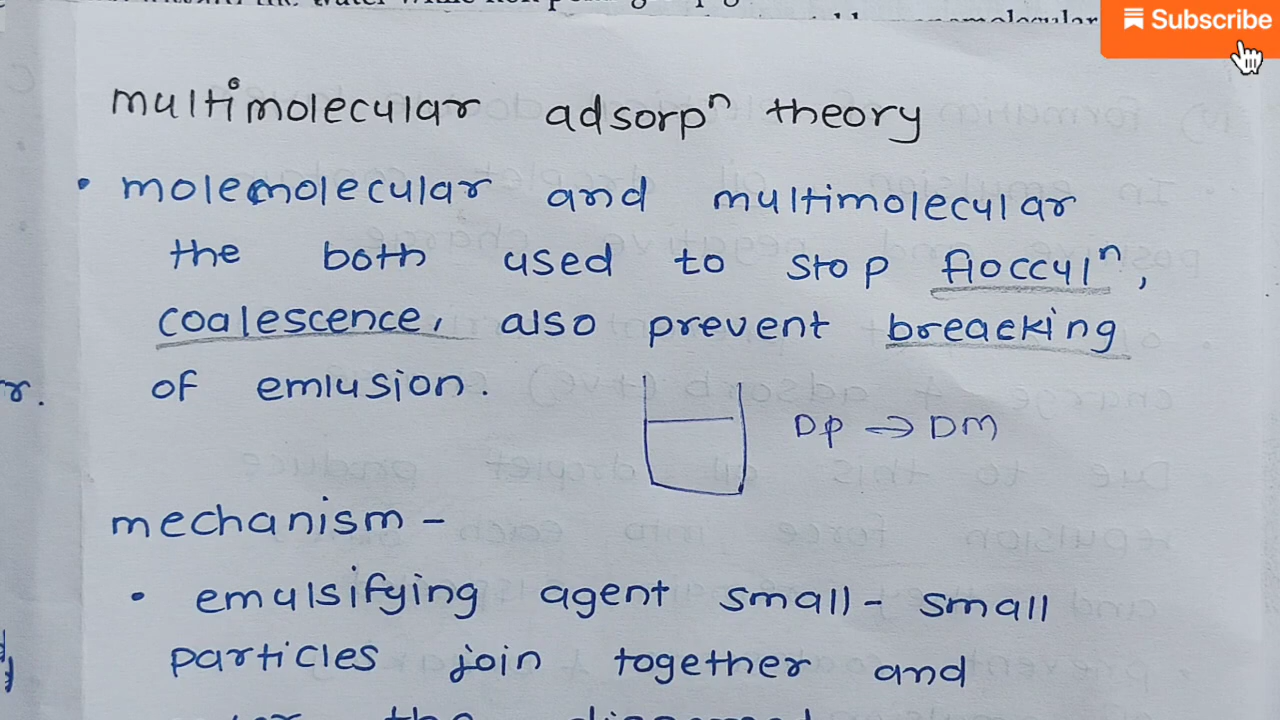 Subscribe
multimolecular adsorpⁿ theory
• molemolecular and multimolecular
the both used to stop flocculⁿ,
coalescence, also prevent breacking
r. of emlusion.
DP → DM
mechanism -
• emulsifying agent small - small
particles join together and
the